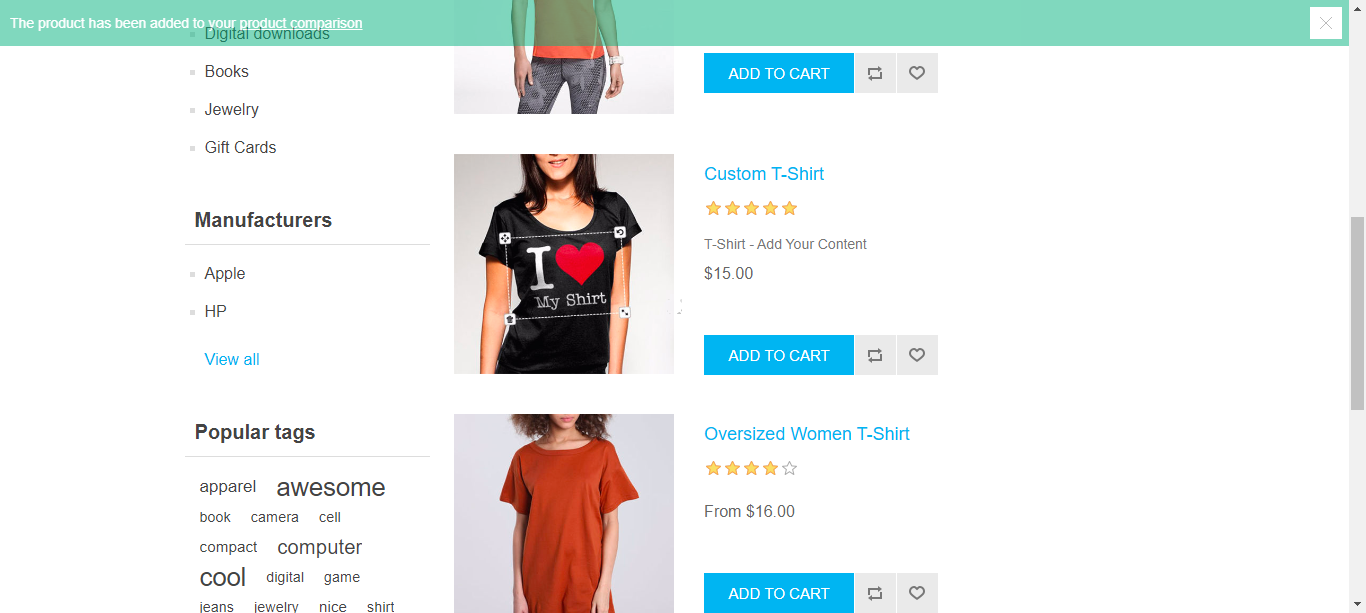 The product has been added to your product comparison
Digital downloads
Books
Jewelry
Gift Cards
Manufacturers
Apple
HP
View all
Popular tags
apparel awesome
book camera cell
compact computer
cool digital game
jeans jewelry nice shirt
ADD TO CART
I
My Shirt
Custom T-Shirt
T-Shirt - Add Your Content
$15.00
ADD TO CART
Oversized Women T-Shirt
From $16.00
ADD TO CART